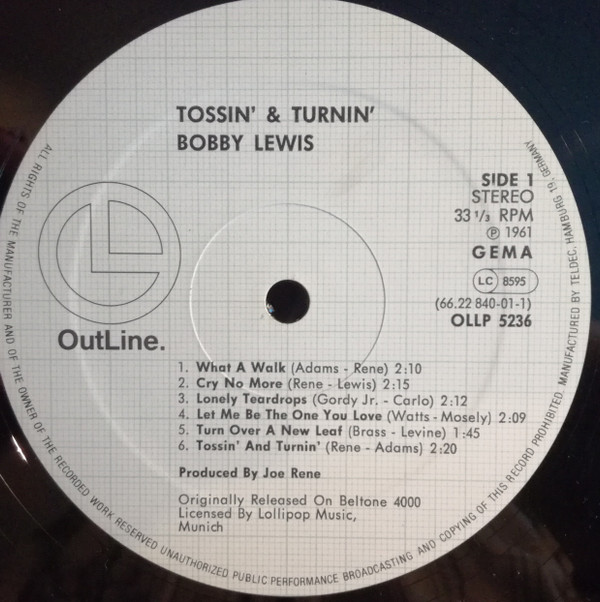 TOSSIN' & TURNIN'
BOBBY LEWIS
SIDE 1
STEREO
33 1/3 RPM
℗ 1961
GEMA
LC 8595
(66.22 840-01-1)
OLLP 5236
OutLine.
1. What A Walk (Adams - Rene) 2:10
2. Cry No More (Rene - Lewis) 2:15
3. Lonely Teardrops (Gordy Jr. - Carlo) 2:12
4. Let Me Be The One You Love (Watts - Mosely) 2:09
5. Turn Over A New Leaf (Brass - Levine) 1:45
6. Tossin' And Turnin' (Rene - Adams) 2:20
Produced By Joe Rene
Originally Released On Beltone 4000
Licensed By Lollipop Music,
Munich
ALL RIGHTS OF THE MANUFACTURER AND OF THE OWNER OF THE RECORDED WORK RESERVED UNAUTHORIZED PUBLIC PERFORMANCE BROADCASTING AND COPYING OF THIS RECORD PROHIBITED. MANUFACTURED BY TELDEC, HAMBURG 19, GERMANY